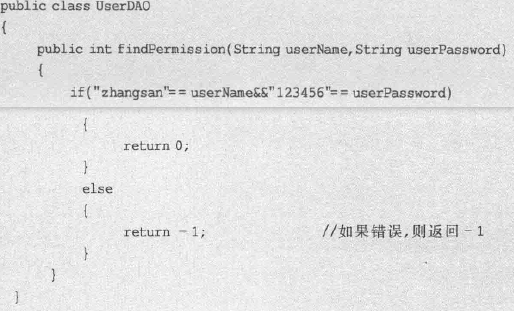 public class UserDAO
{
public int findPermission(String userName,String userPassword)
{
if("zhangsan"== userName&&"123456"== userPassword)
{
return 0;
}
else
{
return -1; //如果错误,则返回-1
}
}
}